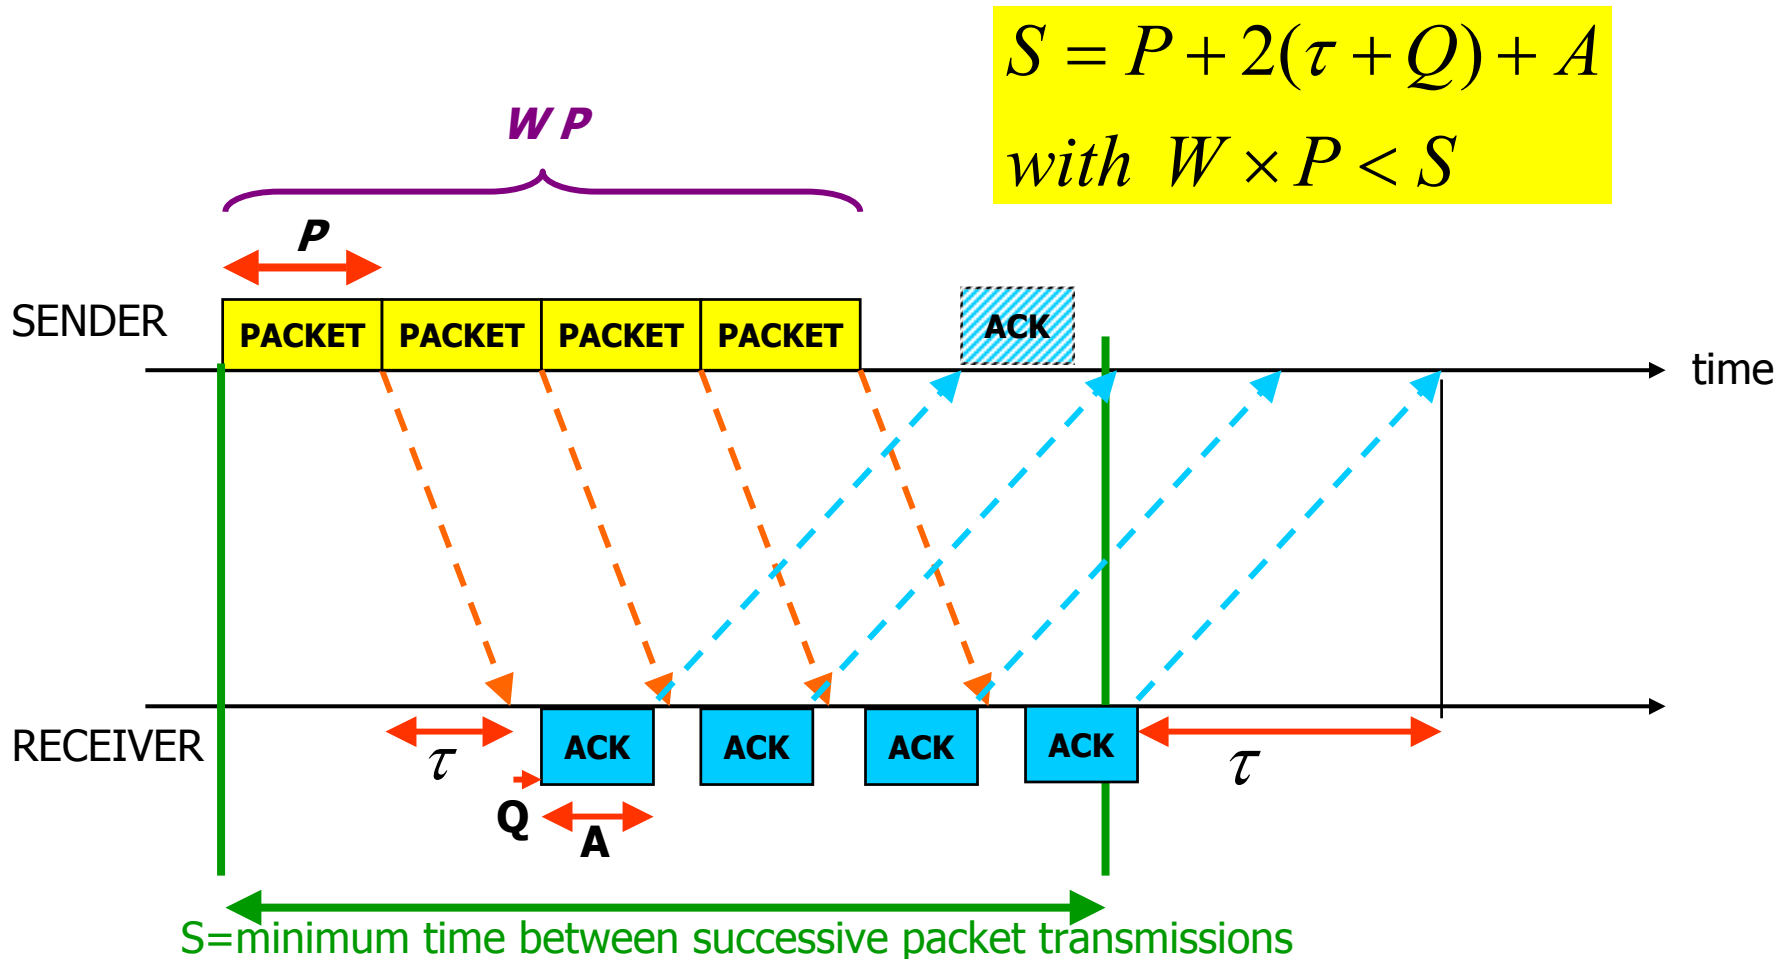 S = P + 2(τ + Q) + A
with W × P < S
W P
P
SENDER
PACKET PACKET PACKET PACKET
ACK
time
RECEIVER
τ
ACK ACK ACK ACK
τ
Q
A
S=minimum time between successive packet transmissions